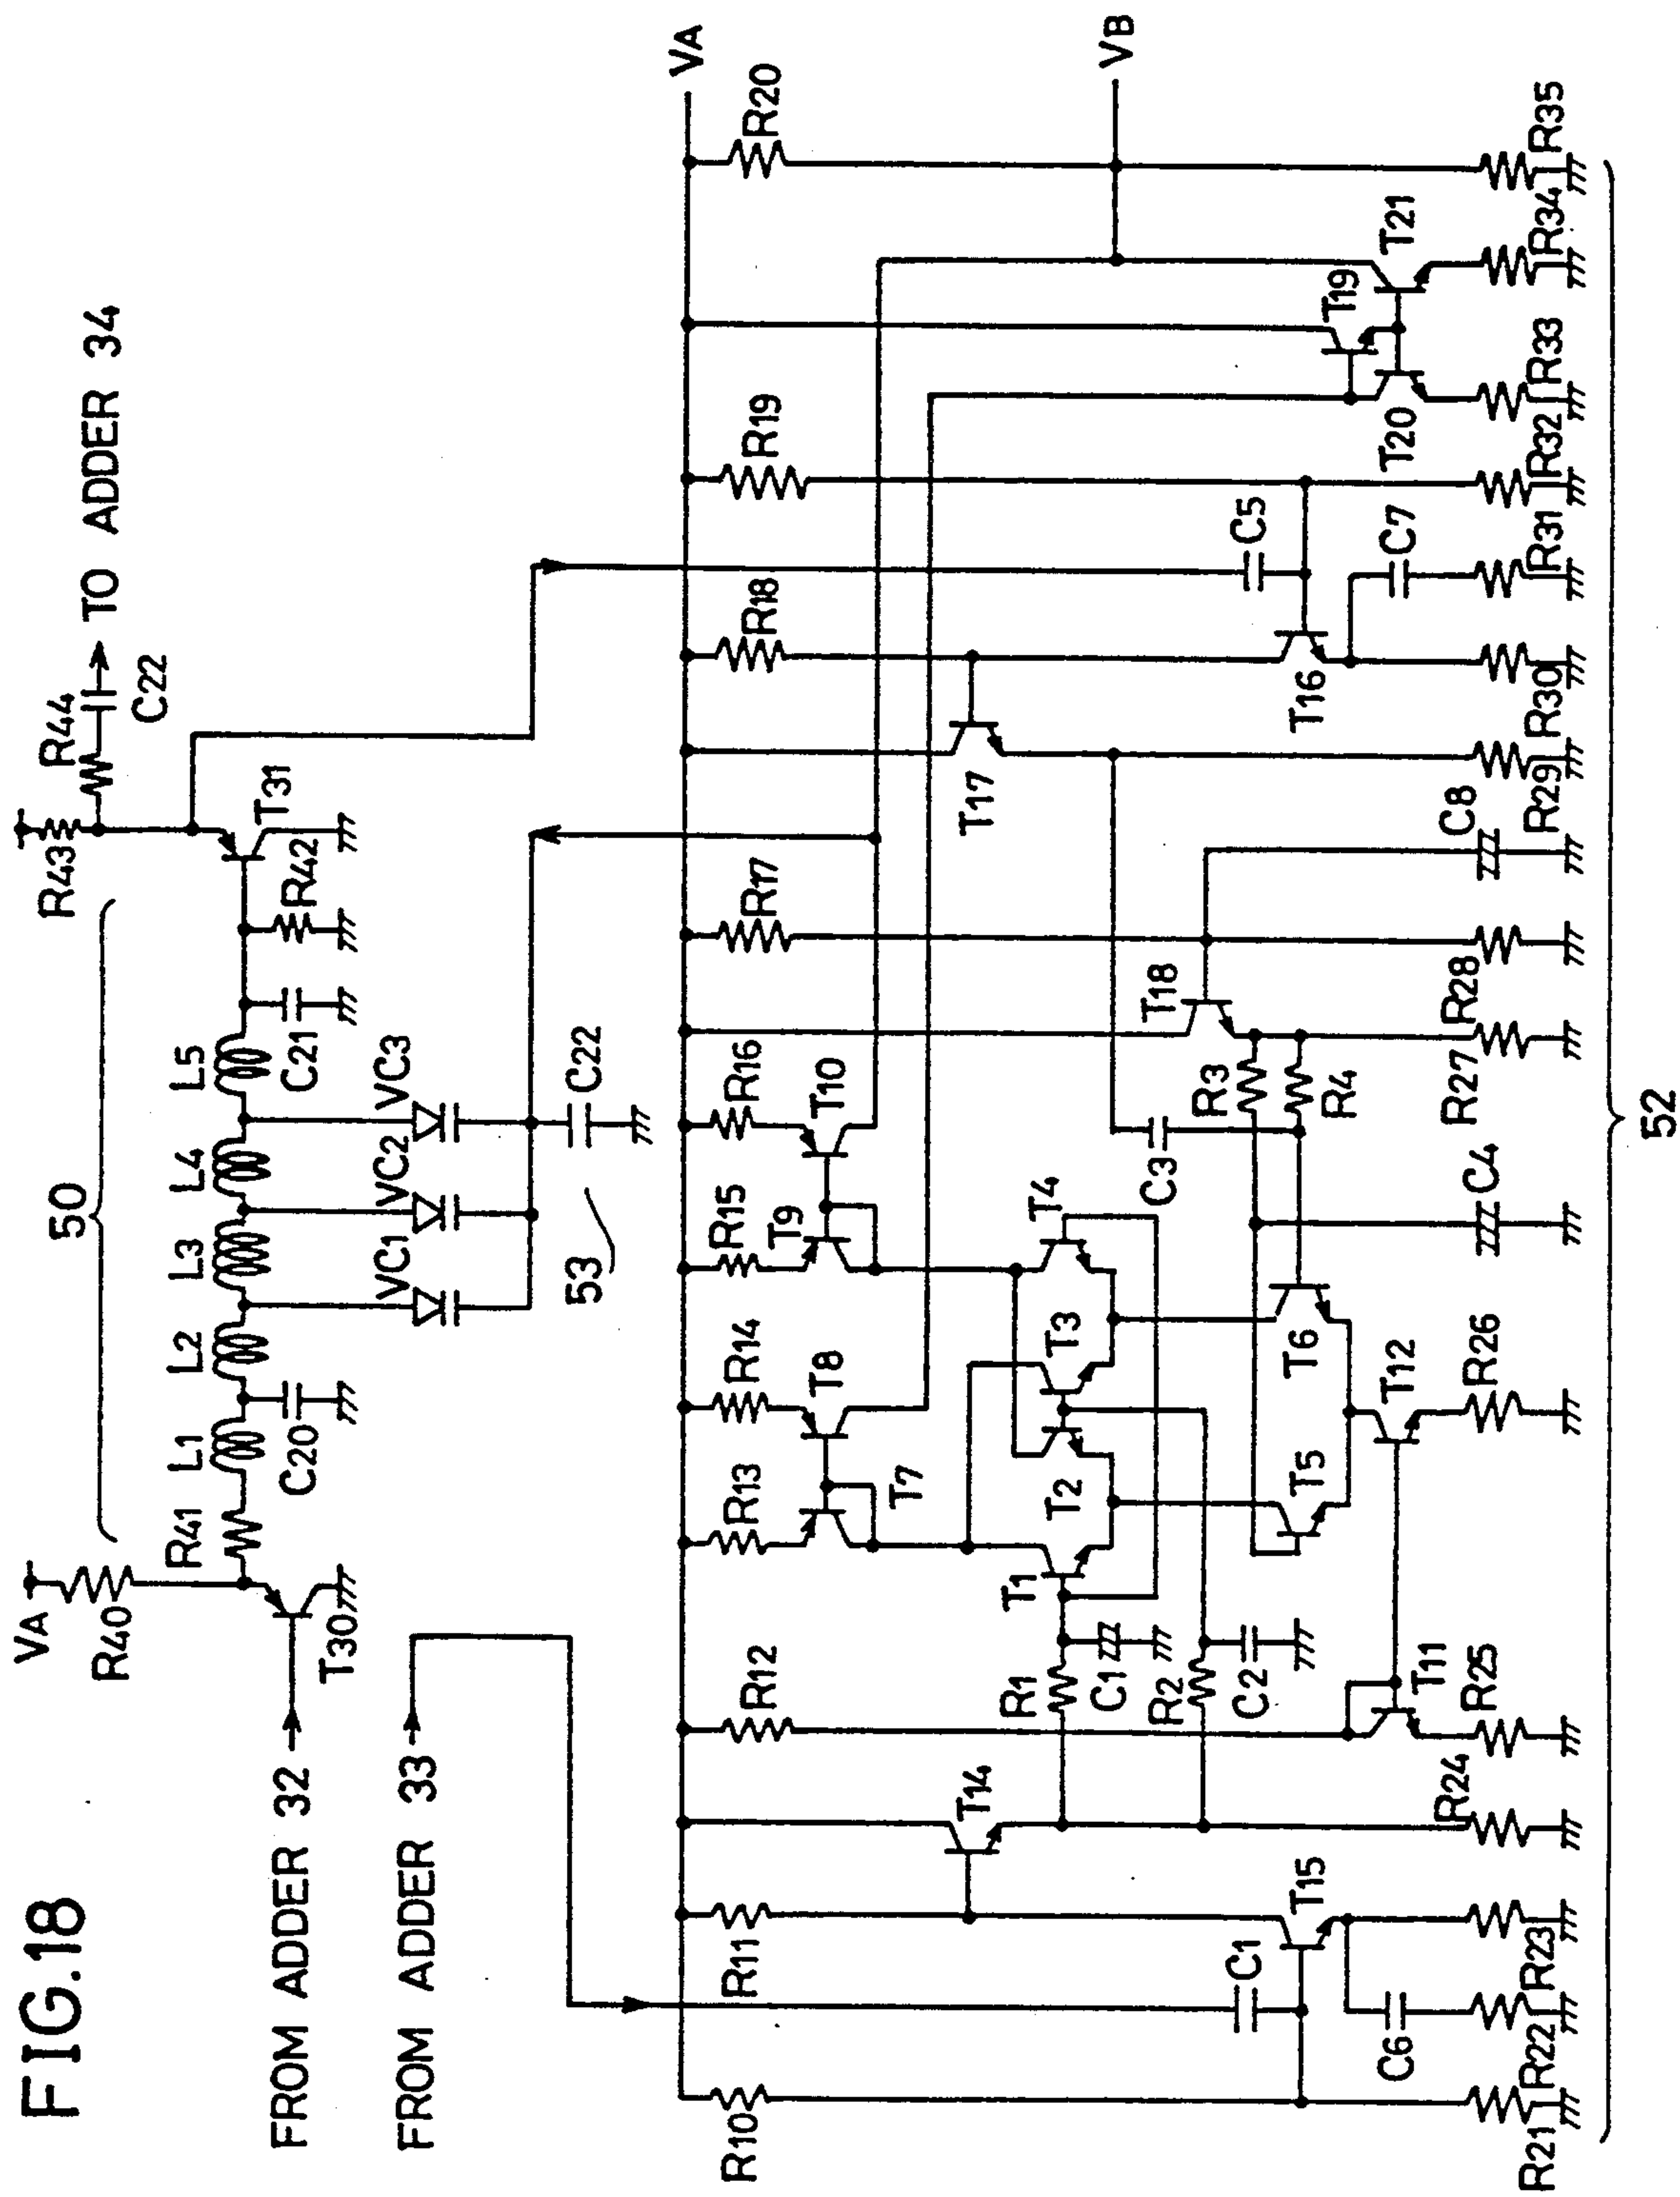 FIG.18
VA
R43
R44
TO ADDER 34
50
R40
R41
L1
L2
L3
L4
L5
R42
T31
C22
FROM ADDER 32
T30
C20
C21
FROM ADDER 33
VC1
VC2
VC3
53
C22
VA
R10
R11
R12
R13
R14
R15
R16
R17
R18
R19
R20
T7
T8
T9
T10
T14
T17
R1
T1
T2
T3
T4
C1
VB
R2
C2
C3
T18
R3
C1
T15
T5
T6
R4
T16
C5
T19
T11
T12
C6
C7
T20
T21
R21
R22
R23
R24
R25
R26
C4
R27
R28
C8
R29
R30
R31
R32
R33
R34
R35
52